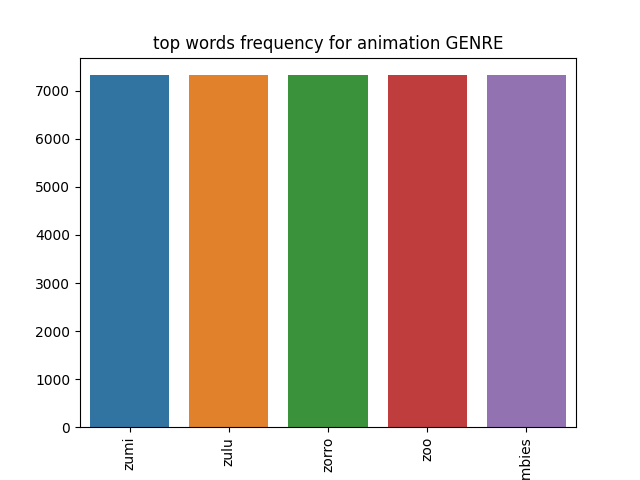 top words frequency for animation GENRE
7000
6000
5000
4000
3000
2000
1000
0
zumi
zulu
zorro
zoo
mbies